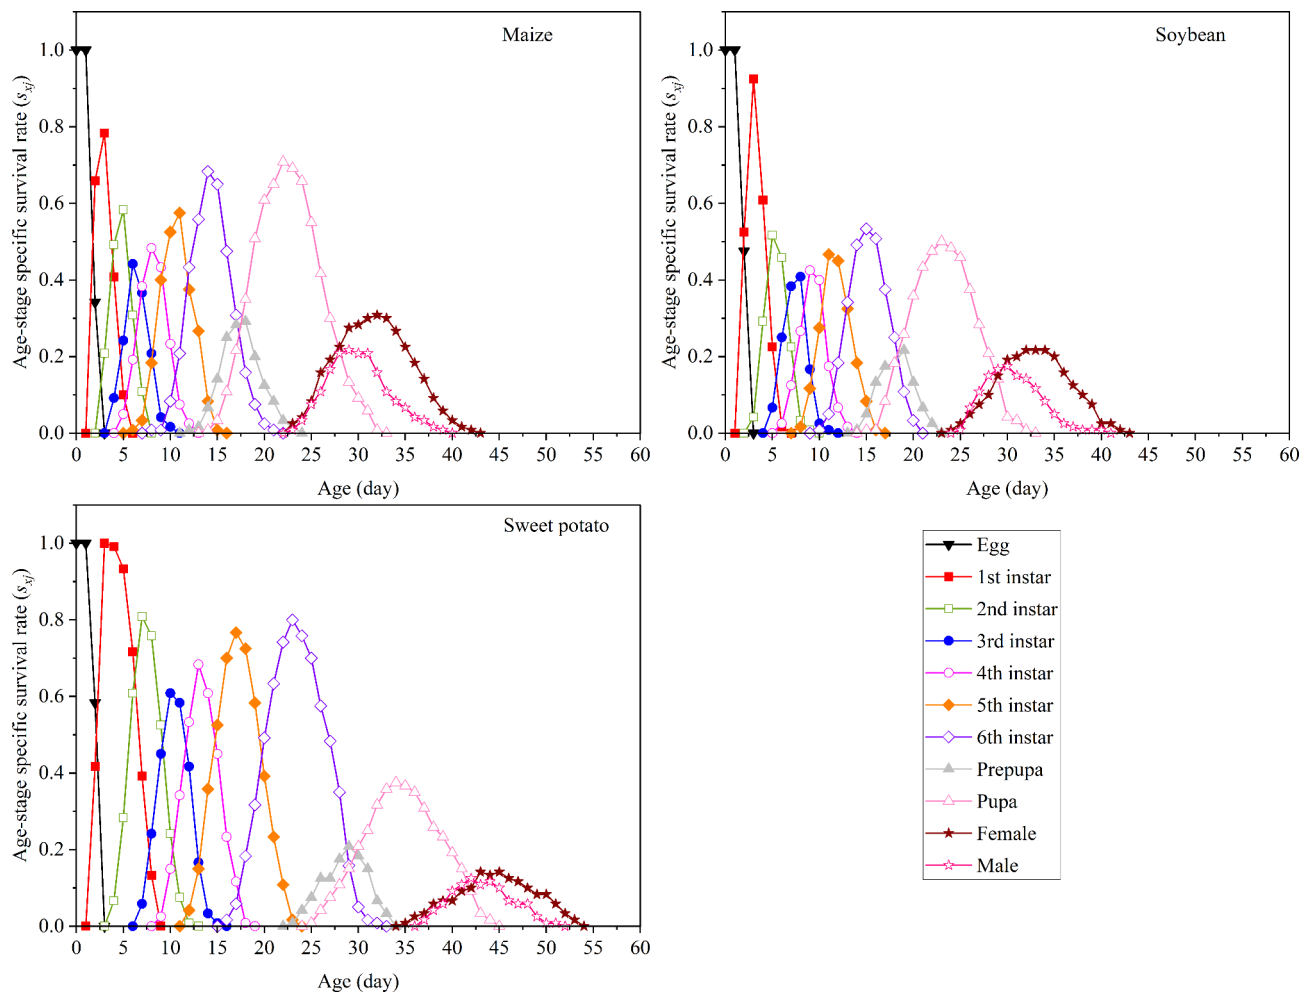 Maize
Age-stage specific survival rate (sxj)
1.0
0.8
0.6
0.4
0.2
0.0
0 5 10 15 20 25 30 35 40 45 50 55 60
Age (day)
Soybean
Age-stage specific survival rate (sxj)
1.0
0.8
0.6
0.4
0.2
0.0
0 5 10 15 20 25 30 35 40 45 50 55 60
Age (day)
Sweet potato
Age-stage specific survival rate (sxj)
1.0
0.8
0.6
0.4
0.2
0.0
0 5 10 15 20 25 30 35 40 45 50 55 60
Age (day)
Egg
1st instar
2nd instar
3rd instar
4th instar
5th instar
6th instar
Prepupa
Pupa
Female
Male